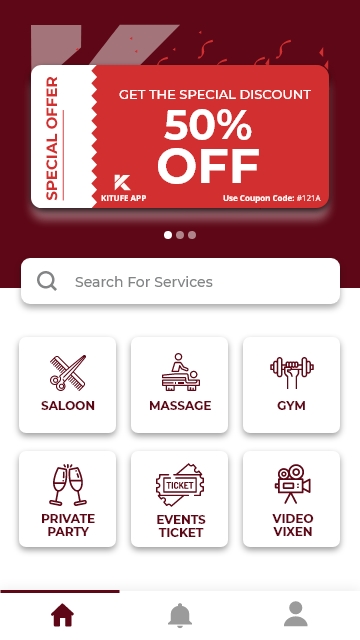 SPECIAL OFFER
GET THE SPECIAL DISCOUNT
50%
OFF
KITUFE APP
Use Coupon Code: #121A
Search For Services
SALOON
MASSAGE
GYM
PRIVATE
PARTY
TICKET
EVENTS
TICKET
VIDEO
VIXEN